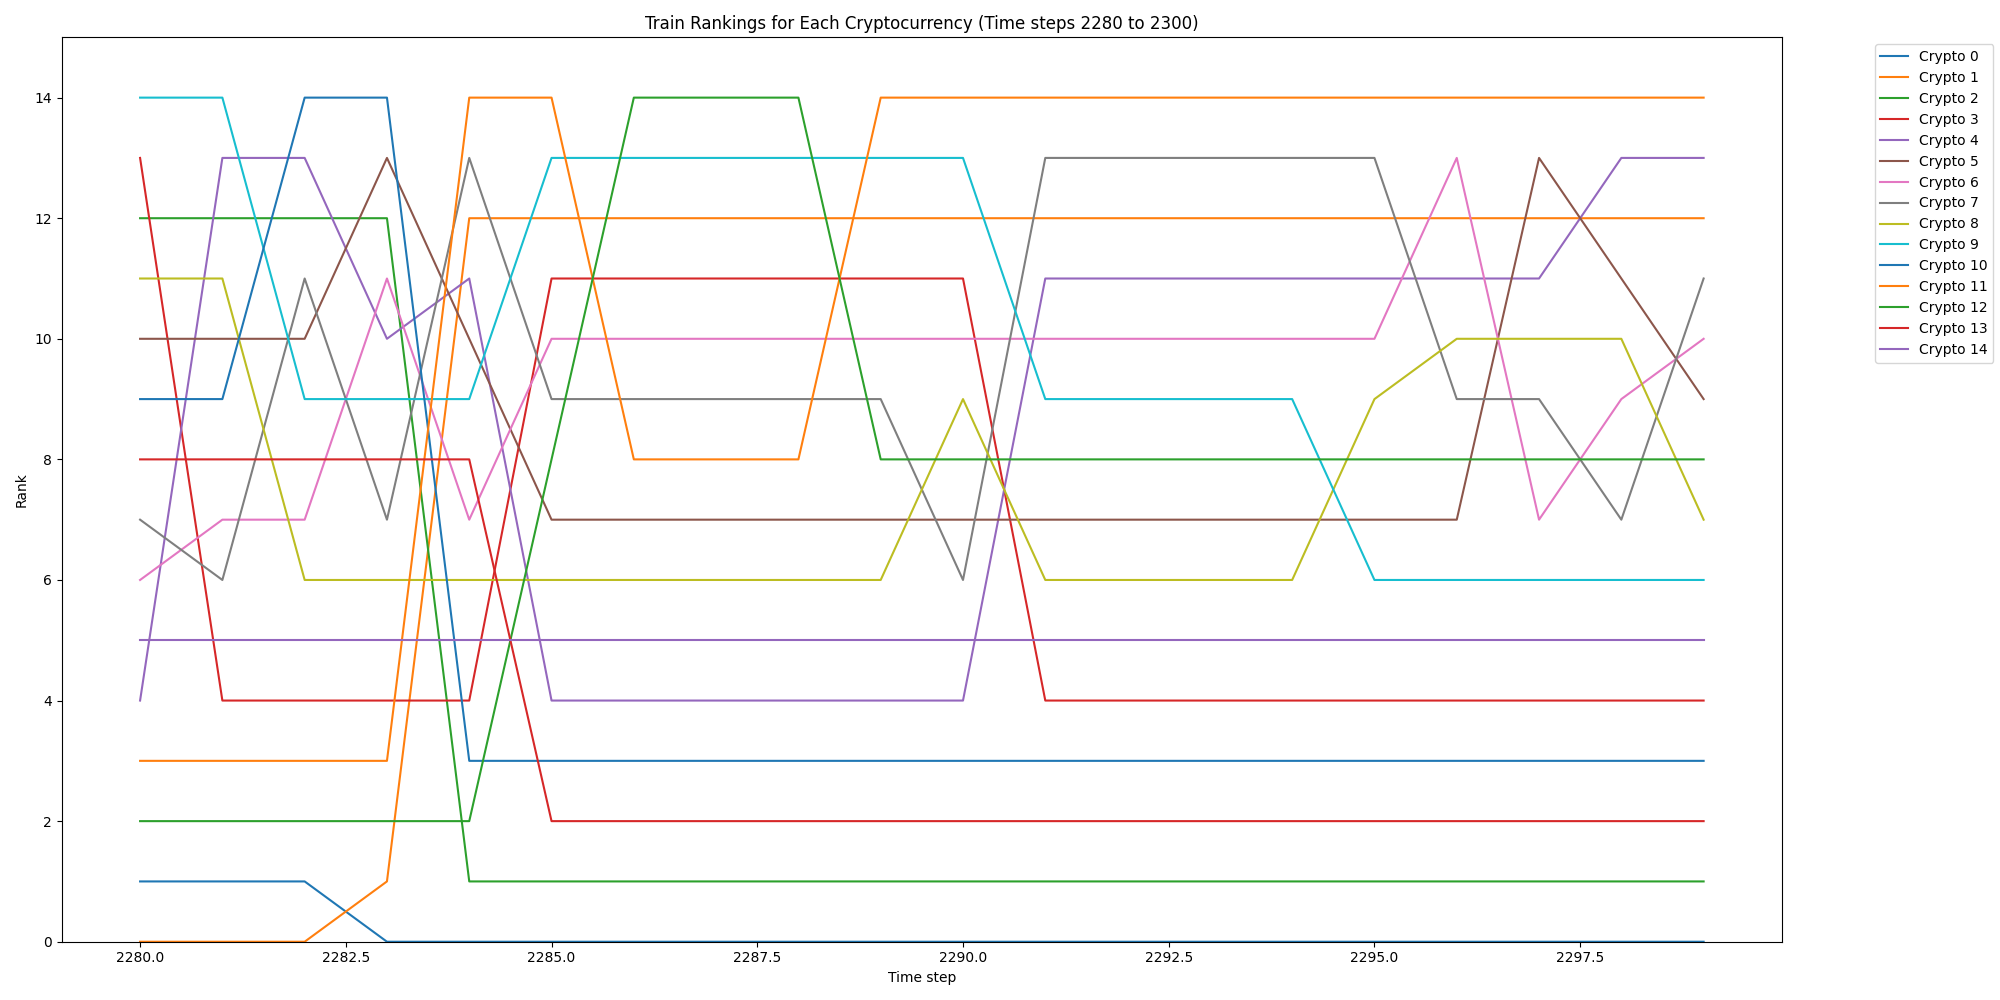 Train Rankings for Each Cryptocurrency (Time steps 2280 to 2300)
Rank
14
12
10
8
6
4
2
0
2280.0
2282.5
2285.0
2287.5
2290.0
2292.5
2295.0
2297.5
Time step
Crypto 0
Crypto 1
Crypto 2
Crypto 3
Crypto 4
Crypto 5
Crypto 6
Crypto 7
Crypto 8
Crypto 9
Crypto 10
Crypto 11
Crypto 12
Crypto 13
Crypto 14